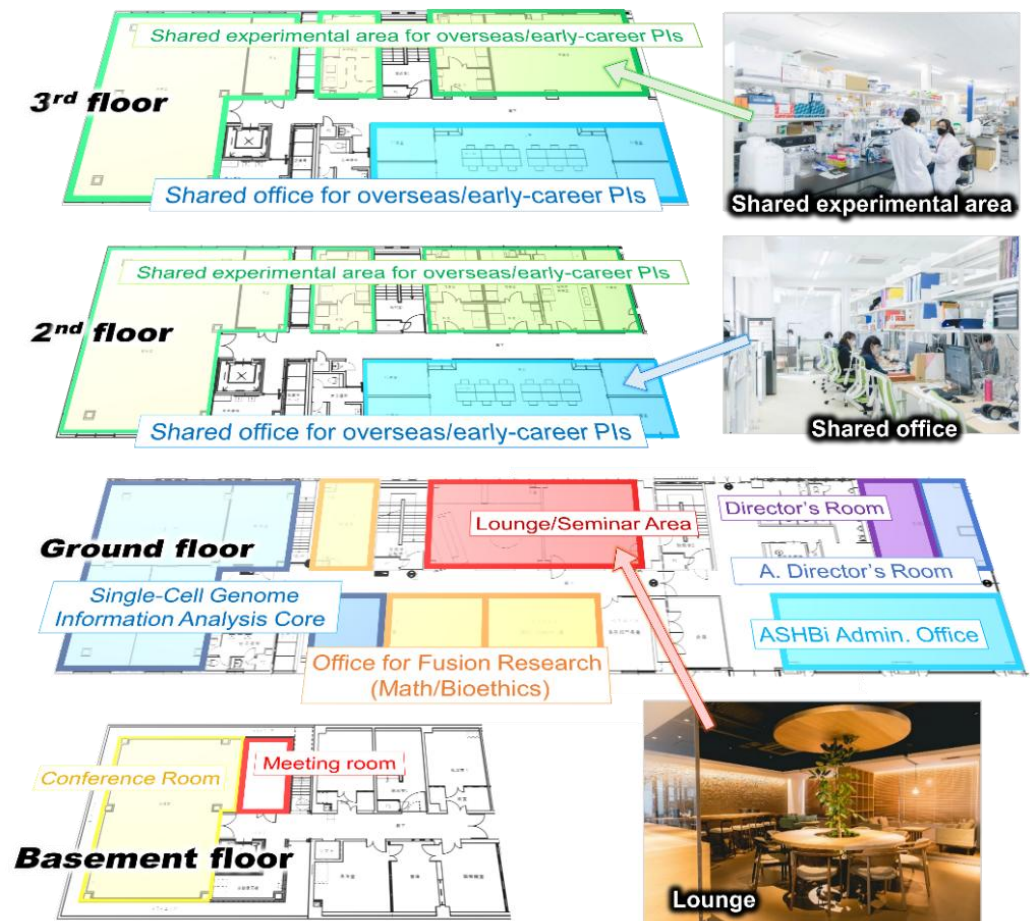 Shared experimental area for overseas/early-career PIs
3rd floor
Shared office for overseas/early-career PIs
Shared experimental area
Shared experimental area for overseas/early-career PIs
2nd floor
Shared office for overseas/early-career PIs
Shared office
Ground floor
Lounge/Seminar Area
Director's Room
A. Director's Room
Single-Cell Genome
Information Analysis Core
Office for Fusion Research
(Math/Bioethics)
ASHBi Admin. Office
Conference Room
Meeting room
Basement floor
Lounge